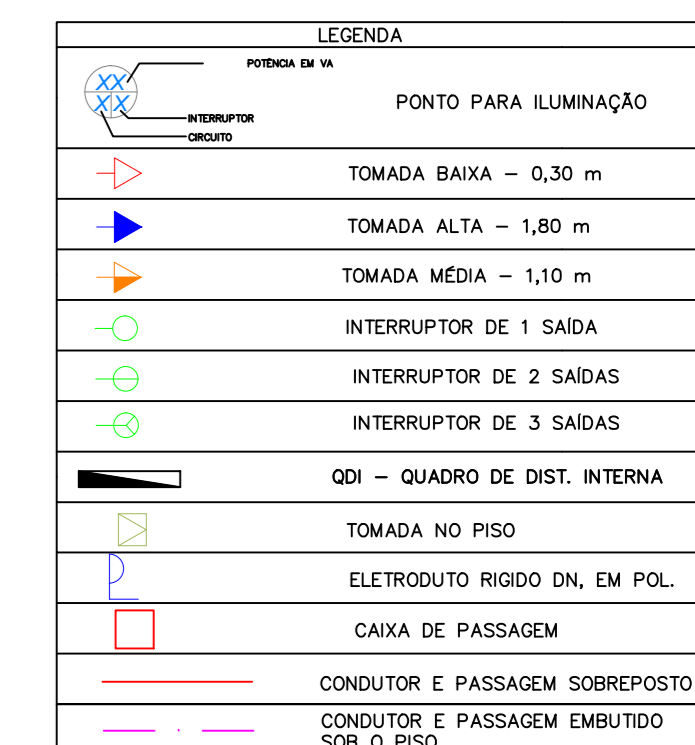 LEGENDA
POTÊNCIA EM VA
XX
X X
INTERRUPTOR
CIRCUITO
PONTO PARA ILUMINAÇÃO
TOMADA BAIXA – 0,30 m
TOMADA ALTA – 1,80 m
TOMADA MÉDIA – 1,10 m
INTERRUPTOR DE 1 SAÍDA
INTERRUPTOR DE 2 SAÍDAS
INTERRUPTOR DE 3 SAÍDAS
QDI – QUADRO DE DIST. INTERNA
TOMADA NO PISO
ELETRODUTO RIGIDO DN, EM POL.
CAIXA DE PASSAGEM
CONDUTOR E PASSAGEM SOBREPOSTO
CONDUTOR E PASSAGEM EMBUTIDO
SOB O PISO